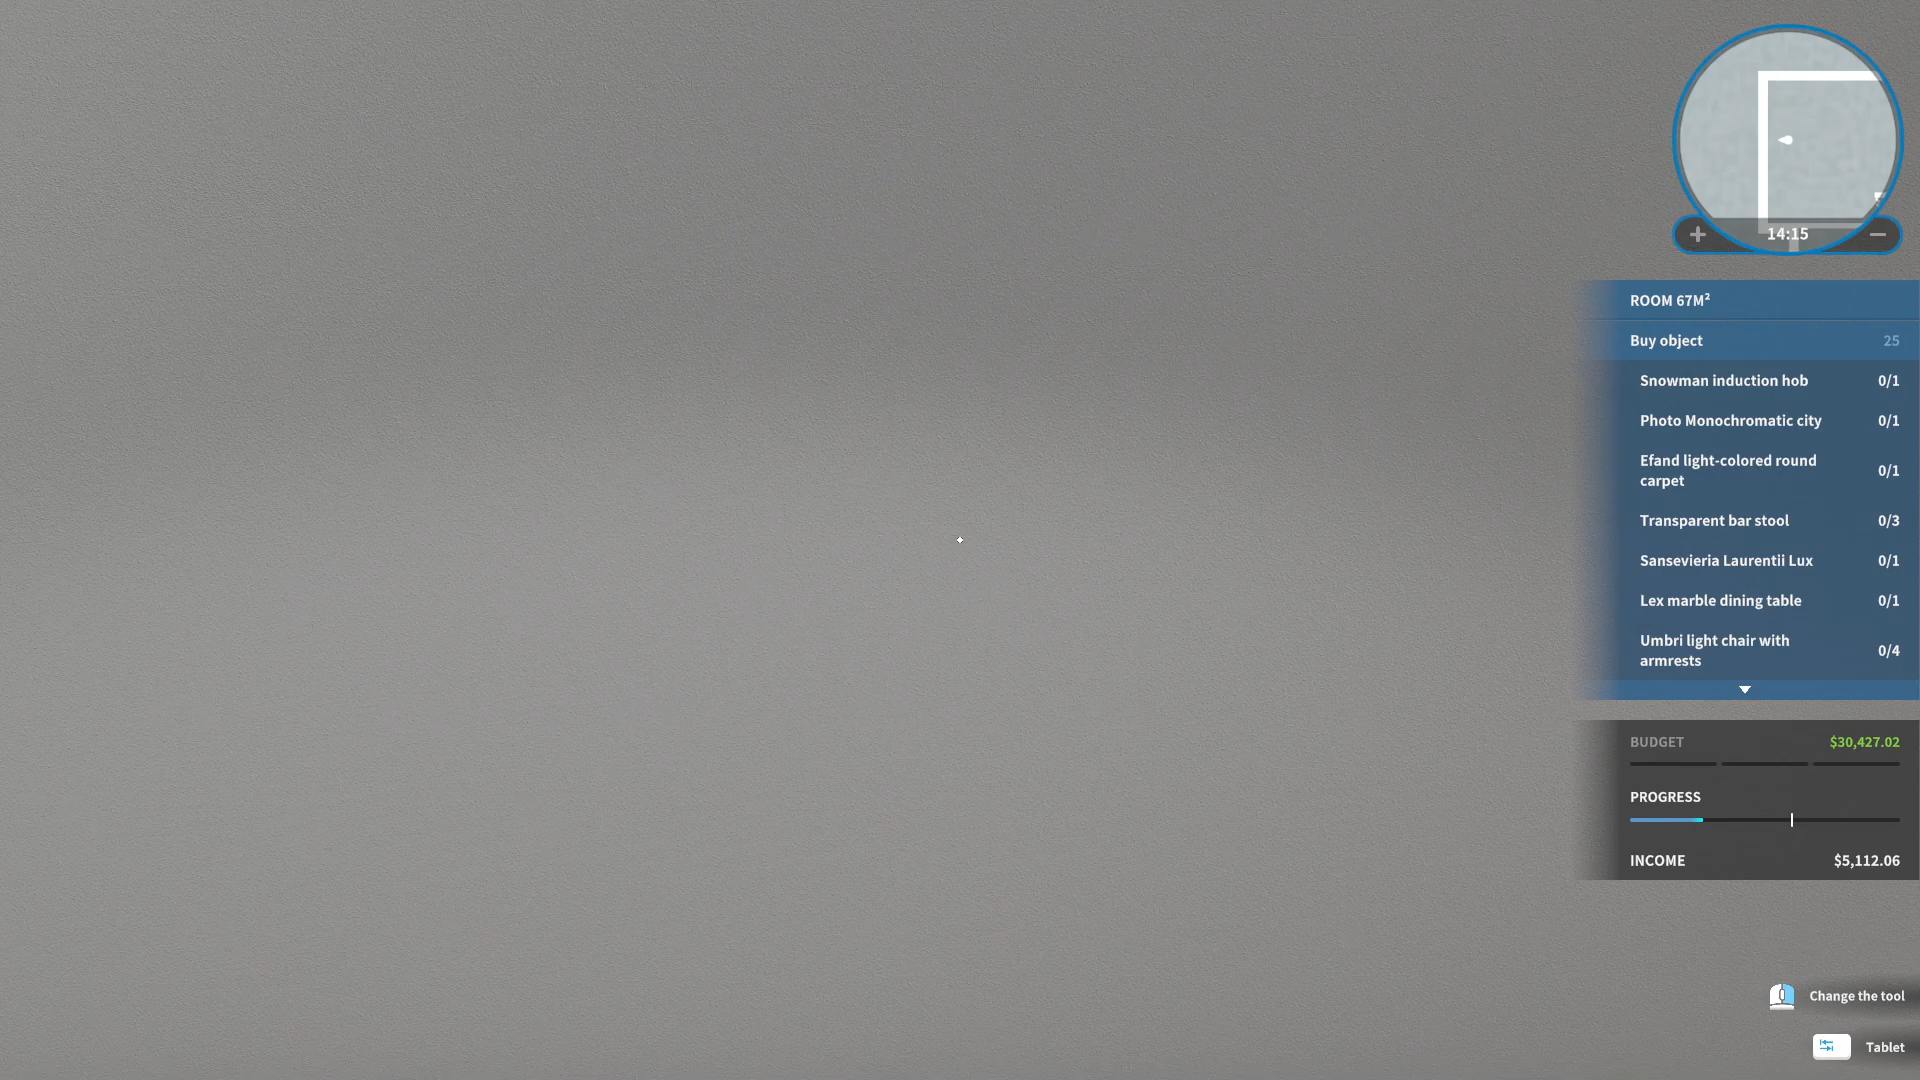 14:15
ROOM 67M²
Buy object 25
Snowman induction hob 0/1
Photo Monochromatic city 0/1
Efand light-colored round
carpet 0/1
Transparent bar stool 0/3
Sansevieria Laurentii Lux 0/1
Lex marble dining table 0/1
Umbri light chair with
armrests 0/4
BUDGET $30,427.02
PROGRESS
INCOME $5,112.06
Change the tool
Tablet